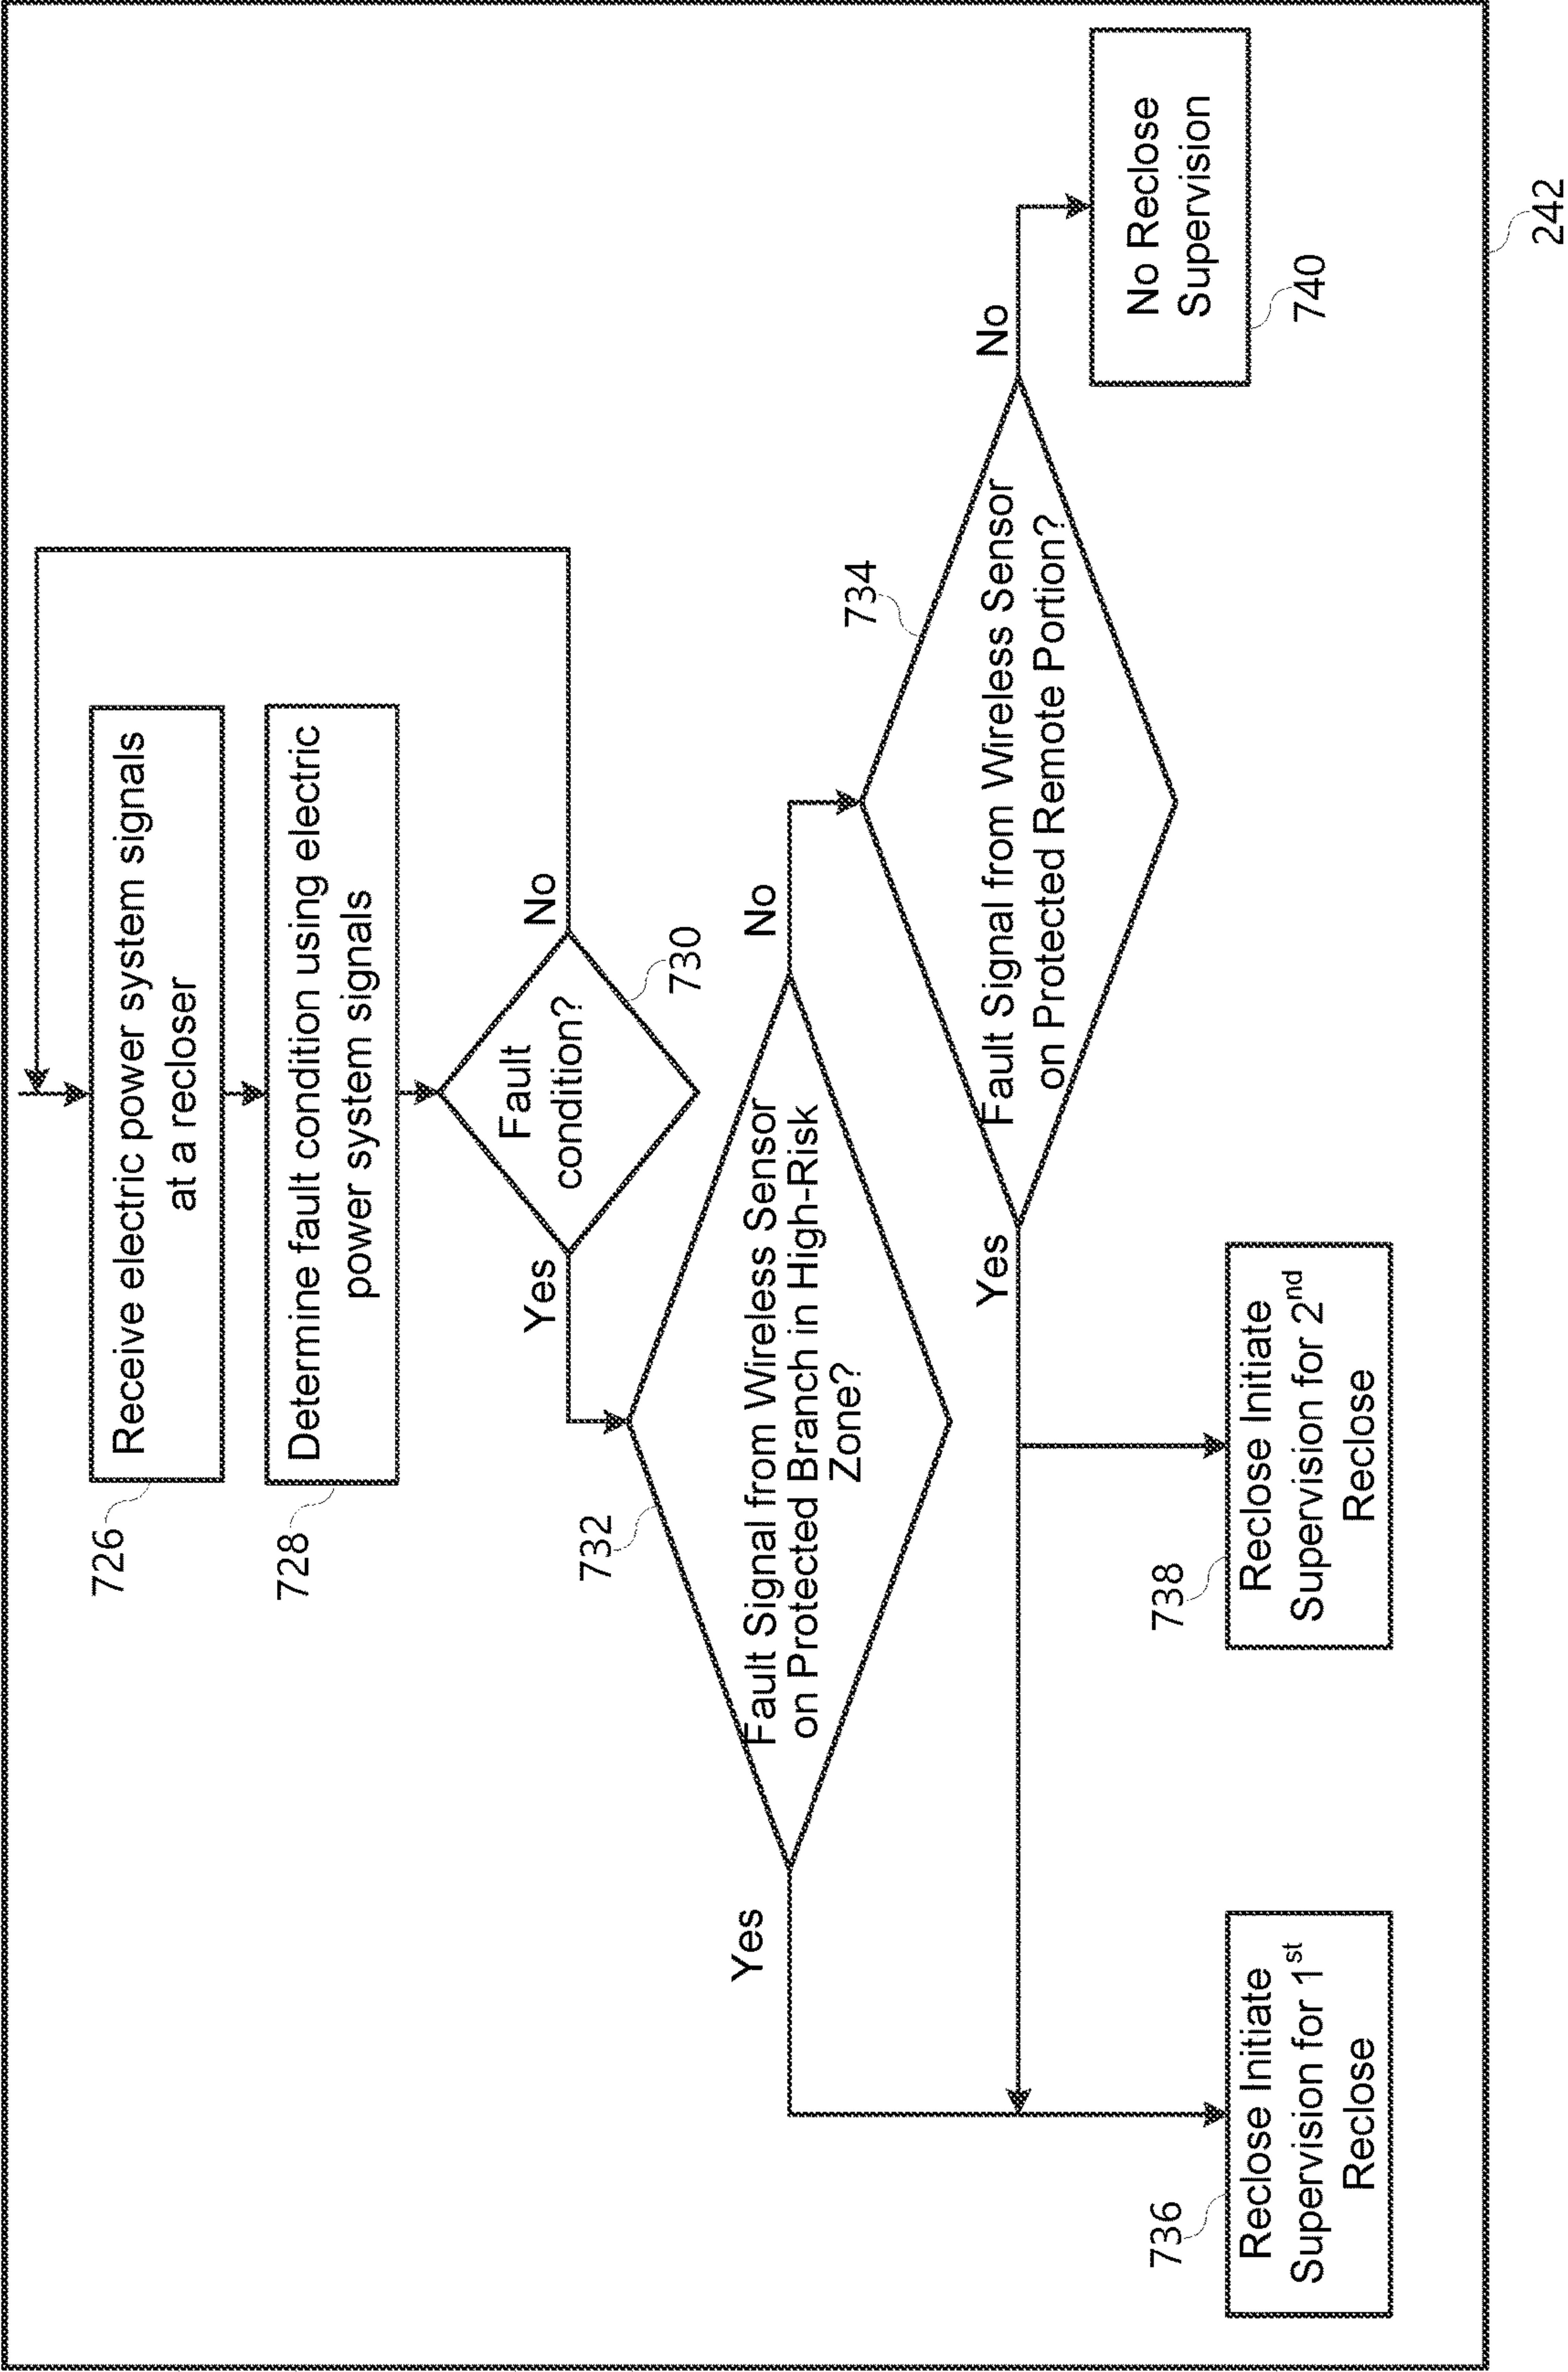 726
Receive electric power system signals
at a recloser
728
Determine fault condition using electric
power system signals
Fault
condition?
730
Yes
No
732
Fault Signal from Wireless Sensor
on Protected Branch in High-Risk
Zone?
Yes
No
734
Fault Signal from Wireless Sensor
on Protected Remote Portion?
Yes
No
736
Reclose Initiate
Supervision for 1st
Reclose
738
Reclose Initiate
Supervision for 2nd
Reclose
No Reclose
Supervision
740
242